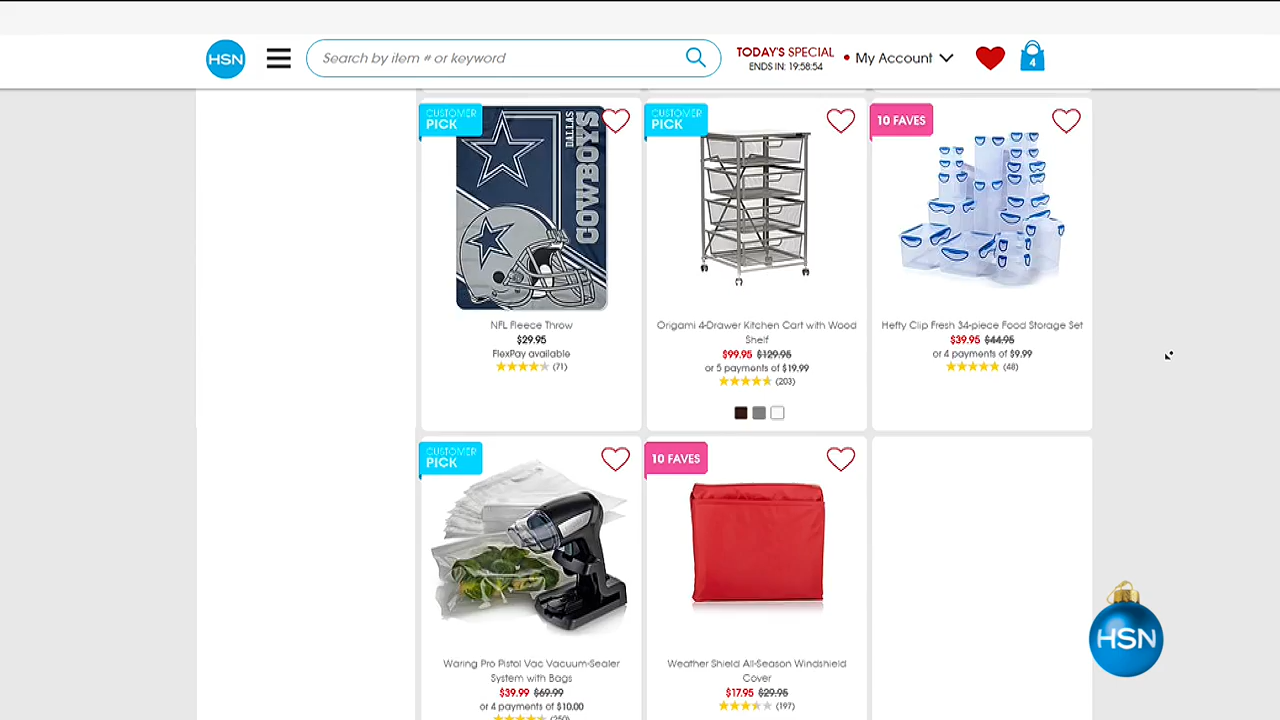 HSN
Search by item # or keyword
TODAY'S SPECIAL
ENDS IN: 19:58:54
My Account
4
CUSTOMER
PICK
DALLAS
COWBOYS
NFL Fleece Throw
$29.95
FlexPay available
(71)
CUSTOMER
PICK
Origami 4-Drawer Kitchen Cart with Wood
Shelf
$99.95 $129.95
or 5 payments of $19.99
(203)
10 FAVES
Hefty Clip Fresh 34-piece Food Storage Set
$39.95 $44.95
or 4 payments of $9.99
(48)
CUSTOMER
PICK
Waring Pro Pistol Vac Vacuum-Sealer
System with Bags
$39.99 $69.99
or 4 payments of $10.00
(250)
10 FAVES
Weather Shield All-Season Windshield
Cover
$17.95 $29.95
(197)
HSN